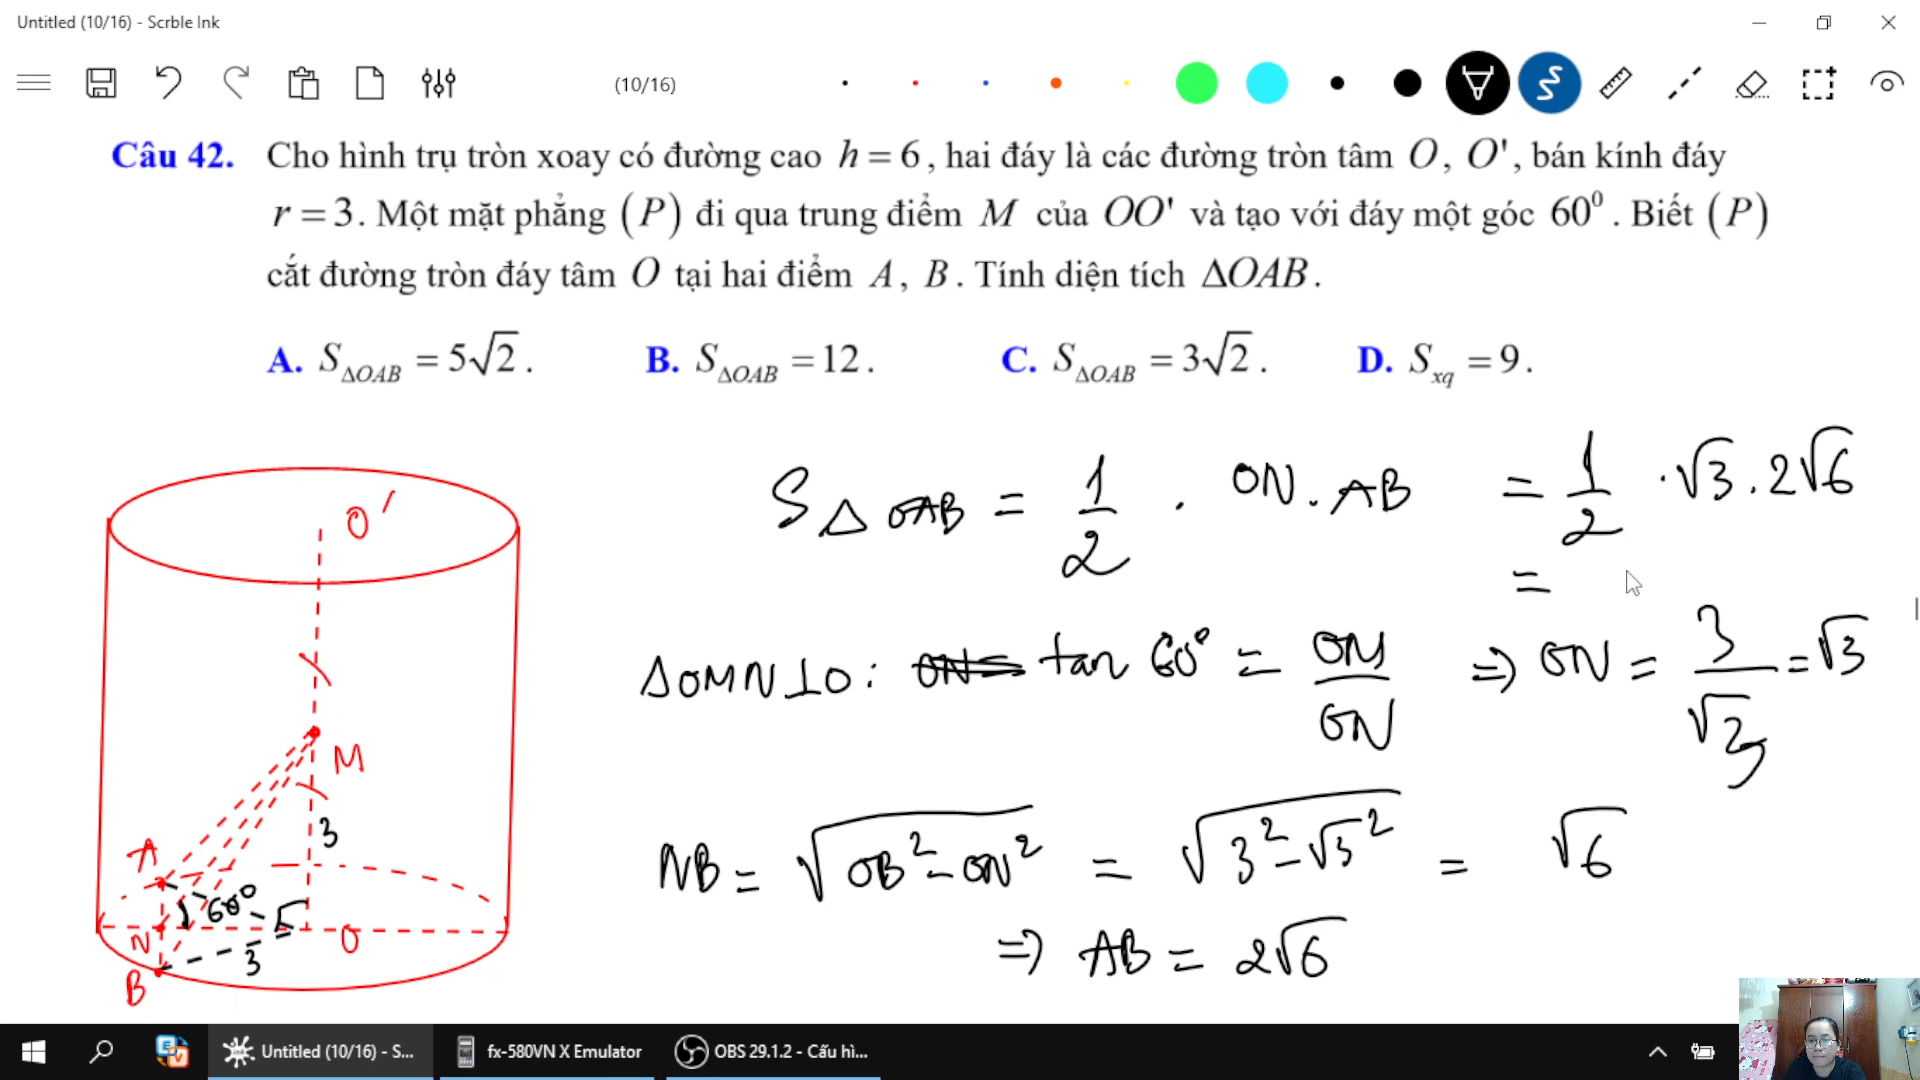 Untitled (10/16) - Scrble Ink
(10/16)
Câu 42. Cho hình trụ tròn xoay có đường cao h = 6, hai đáy là các đường tròn tâm O, O', bán kính đáy
r = 3. Một mặt phẳng (P) đi qua trung điểm M của OO' và tạo với đáy một góc 60⁰. Biết (P)
cắt đường tròn đáy tâm O tại hai điểm A, B. Tính diện tích ΔOAB.
A. S_ΔOAB = 5√2. B. S_ΔOAB = 12. C. S_ΔOAB = 3√2. D. S_xq = 9.
S_Δ OAB = 1/2 . ON . AB = 1/2 . √3 . 2√6
=
ΔOMN ⊥ O : tan 60° = OM/ON => ON = 3/√3 = √3
NB = √(OB² - ON²) = √(3² - √3²) = √6
=> AB = 2√6
O'
M
3
A
60°
N
O
3
B
Untitled (10/16) - S...
fx-580VN X Emulator
OBS 29.1.2 - Cấu hì...